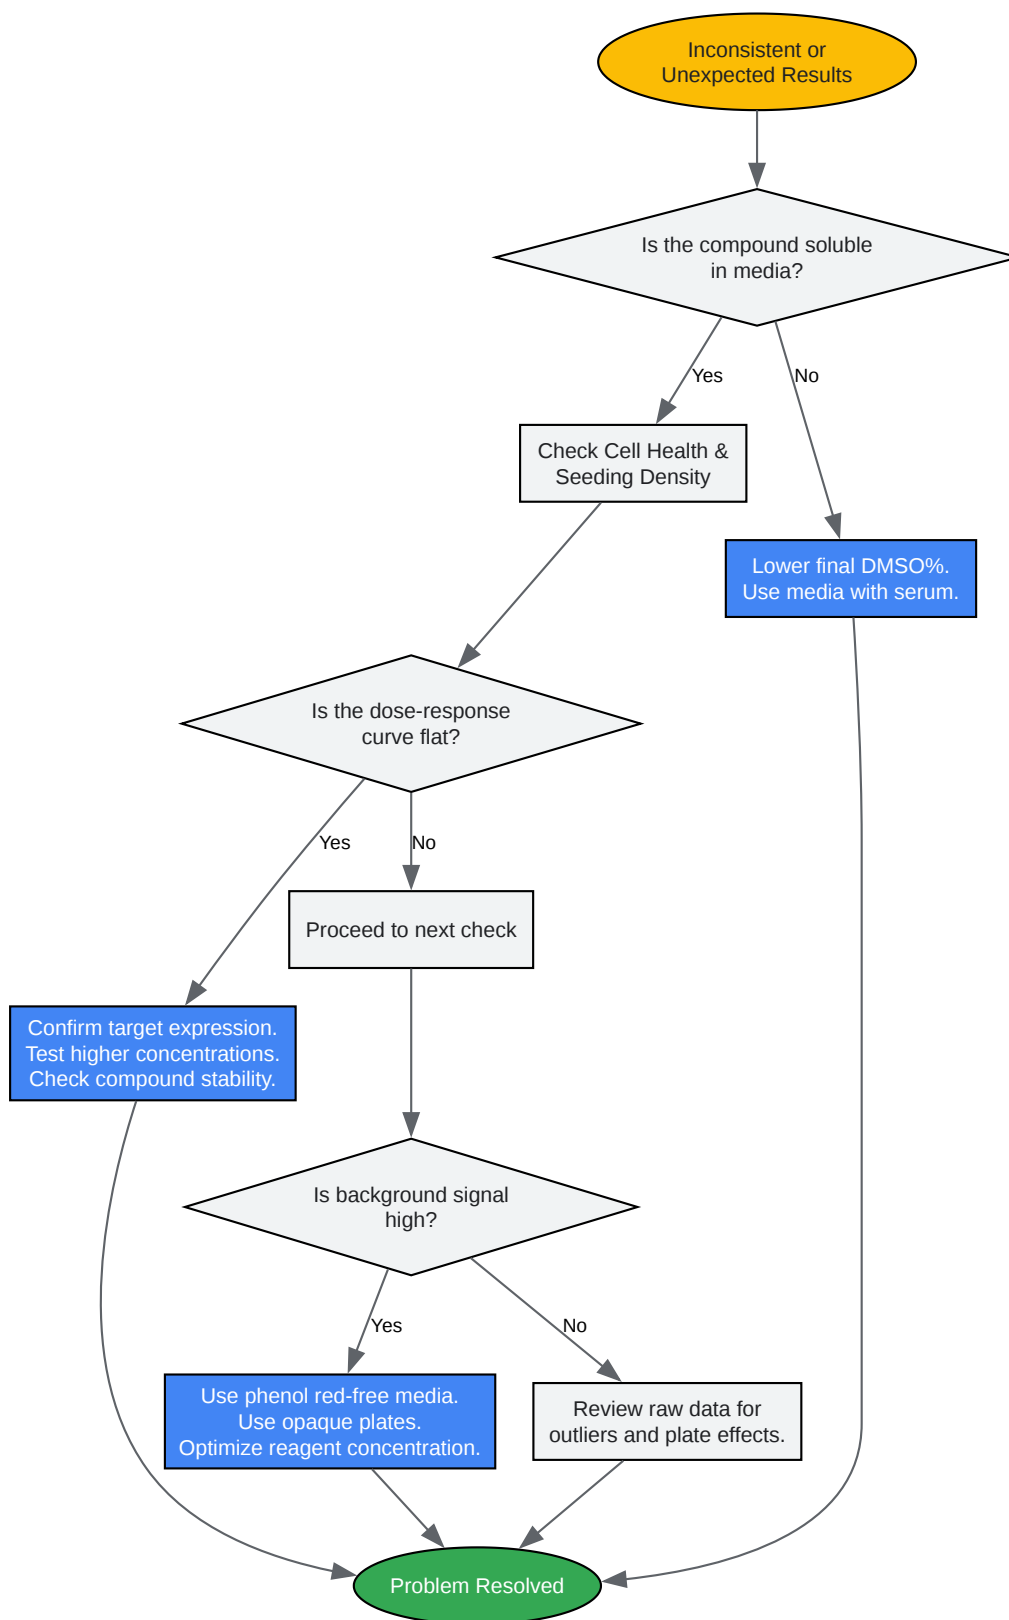 Inconsistent or
Unexpected Results
Is the compound soluble
in media?
Yes
No
Check Cell Health &
Seeding Density
Lower final DMSO%.
Use media with serum.
Is the dose-response
curve flat?
Yes
No
Proceed to next check
Confirm target expression.
Test higher concentrations.
Check compound stability.
Is background signal
high?
Yes
No
Use phenol red-free media.
Use opaque plates.
Optimize reagent concentration.
Review raw data for
outliers and plate effects.
Problem Resolved